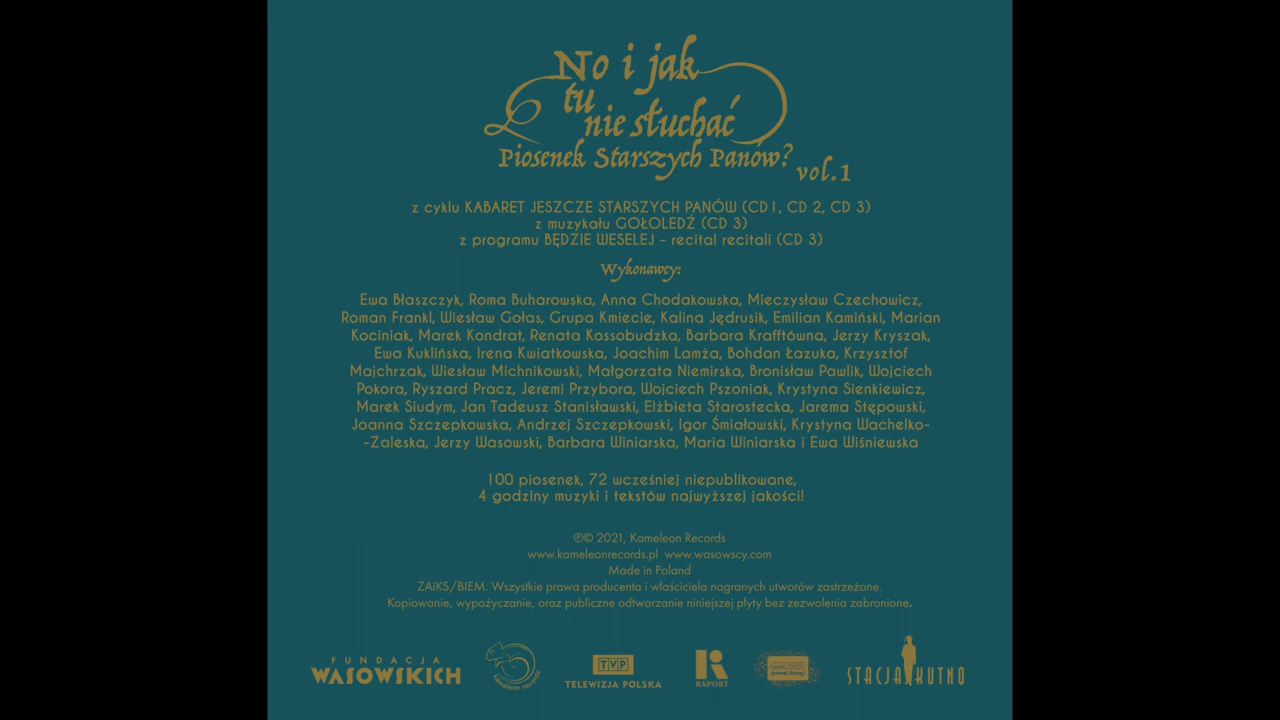 No i jak
tu
nie słuchać
Piosenek Starszych Panów?
vol.1
z cyklu KABARET JESZCZE STARSZYCH PANÓW (CD1, CD 2, CD 3)
z muzykału GOŁOLEDŹ (CD 3)
z programu BĘDZIE WESELEJ - recital recitali (CD 3)
Wykonawcy:
Ewa Błaszczyk, Roma Buharowska, Anna Chodakowska, Mieczysław Czechowicz,
Roman Frankl, Wiesław Gołas, Grupa Kmiecie, Kalina Jędrusik, Emilian Kamiński, Marian
Kociniak, Marek Kondrat, Renata Kossobudzka, Barbara Krafftówna, Jerzy Kryszak,
Ewa Kuklińska, Irena Kwiatkowska, Joachim Lamża, Bohdan Łazuka, Krzysztof
Majchrzak, Wiesław Michnikowski, Małgorzata Niemirska, Bronisław Pawlik, Wojciech
Pokora, Ryszard Pracz, Jeremi Przybora, Wojciech Pszoniak, Krystyna Sienkiewicz,
Marek Siudym, Jan Tadeusz Stanisławski, Elżbieta Starostecka, Jarema Stępowski,
Joanna Szczepkowska, Andrzej Szczepkowski, Igor Śmiałowski, Krystyna Wachelko-
-Zaleska, Jerzy Wasowski, Barbara Winiarska, Maria Winiarska i Ewa Wiśniewska
100 piosenek, 72 wcześniej niepublikowane,
4 godziny muzyki i tekstów najwyższej jakości!
℗© 2021, Kameleon Records
www.kameleonrecords.pl www.wasowscy.com
Made in Poland
ZAiKS/BIEM. Wszystkie prawa producenta i właściciela nagranych utworów zastrzeżone.
Kopiowanie, wypożyczanie, oraz publiczne odtwarzanie niniejszej płyty bez zezwolenia zabronione.
FUNDACJA
WASOWSKICH
kameleon records
TVP
TELEWIZJA POLSKA
R
RAPORT
STACJA KUTNO